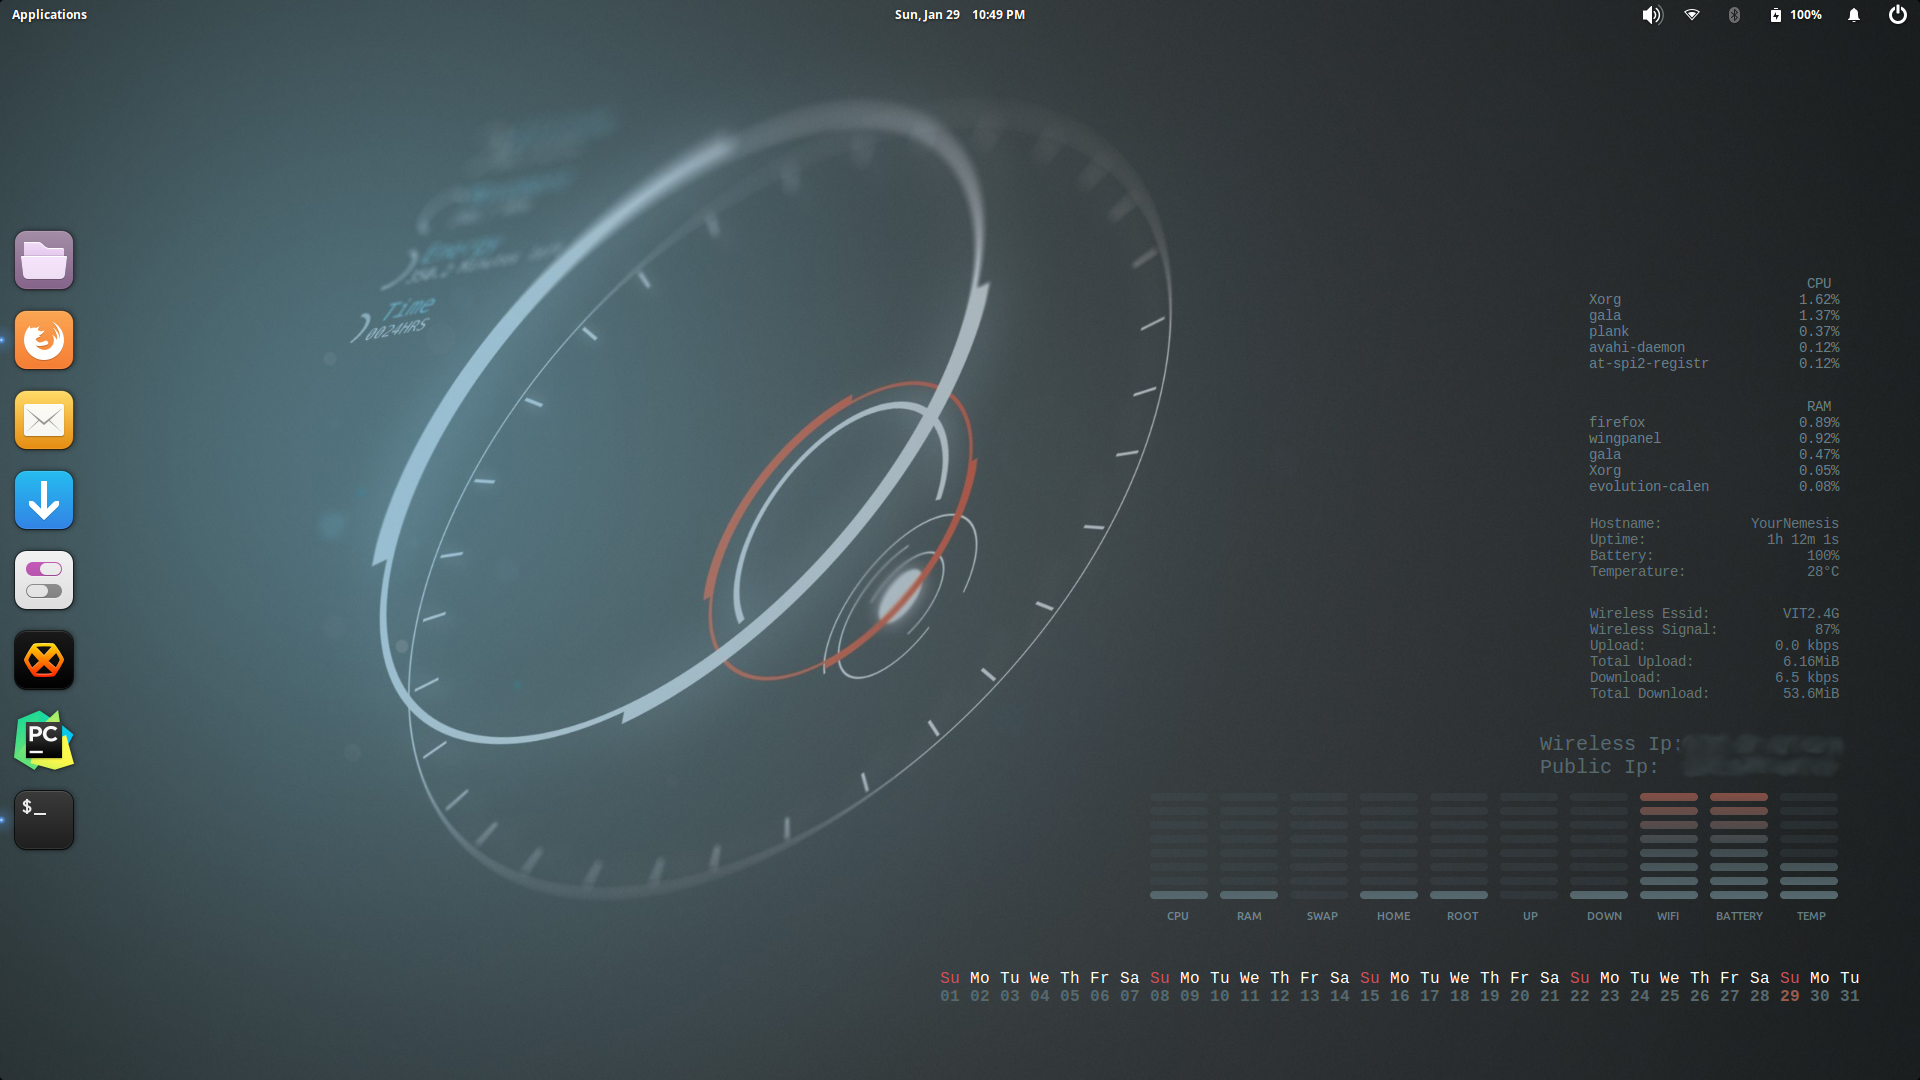 Applications
Sun, Jan 29 10:49 PM
100%
Energy
Time
0024HRS
CPU
Xorg 1.62%
gala 1.37%
plank 0.37%
avahi-daemon 0.12%
at-spi2-registr 0.12%
RAM
firefox 0.89%
wingpanel 0.92%
gala 0.47%
Xorg 0.05%
evolution-calen 0.08%
Hostname: YourNemesis
Uptime: 1h 12m 1s
Battery: 100%
Temperature: 28°C
Wireless Essid: VIT2.4G
Wireless Signal: 87%
Upload: 0.0 kbps
Total Upload: 6.16MiB
Download: 6.5 kbps
Total Download: 53.6MiB
PC
$_
Wireless Ip:
Public Ip:
CPU RAM SWAP HOME ROOT UP DOWN WIFI BATTERY TEMP
Su Mo Tu We Th Fr Sa Su Mo Tu We Th Fr Sa Su Mo Tu We Th Fr Sa Su Mo Tu We Th Fr Sa Su Mo Tu
01 02 03 04 05 06 07 08 09 10 11 12 13 14 15 16 17 18 19 20 21 22 23 24 25 26 27 28 29 30 31